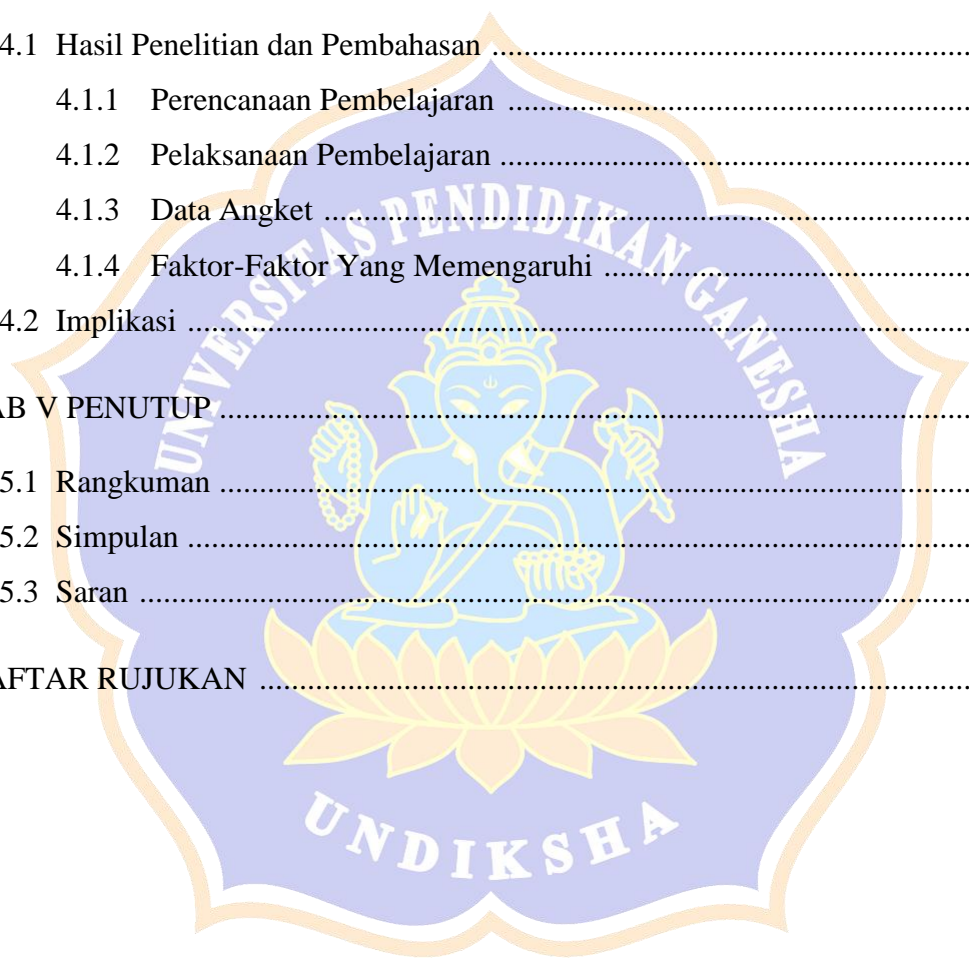 4.1 Hasil Penelitian dan Pembahasan ........................................................................
4.1.1 Perencanaan Pembelajaran ........................................................................
4.1.2 Pelaksanaan Pembelajaran ........................................................................
4.1.3 Data Angket ........................................................................
4.1.4 Faktor-Faktor Yang Memengaruhi ........................................................................
4.2 Implikasi ........................................................................
AB V PENUTUP ........................................................................
5.1 Rangkuman ........................................................................
5.2 Simpulan ........................................................................
5.3 Saran ........................................................................
AFTAR RUJUKAN ........................................................................
UNIVERSITAS PENDIDIKAN GANESHA
UNDIKSHA